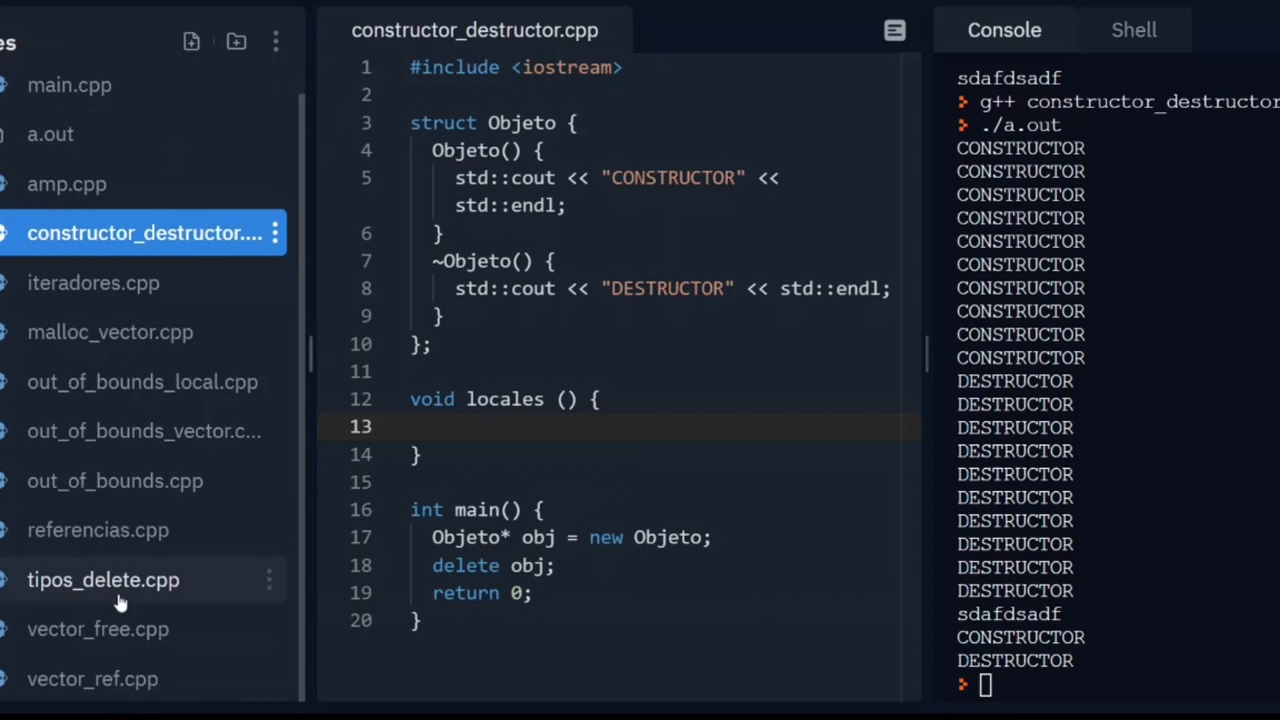 es
main.cpp
a.out
amp.cpp
constructor_destructor....
iteradores.cpp
malloc_vector.cpp
out_of_bounds_local.cpp
out_of_bounds_vector.c...
out_of_bounds.cpp
referencias.cpp
tipos_delete.cpp
vector_free.cpp
vector_ref.cpp
constructor_destructor.cpp
1 #include <iostream>
2
3 struct Objeto {
4 Objeto() {
5 std::cout << "CONSTRUCTOR" <<
std::endl;
6 }
7 ~Objeto() {
8 std::cout << "DESTRUCTOR" << std::endl;
9 }
10 };
11
12 void locales () {
13
14 }
15
16 int main() {
17 Objeto* obj = new Objeto;
18 delete obj;
19 return 0;
20 }
Console Shell
sdafdsadf
> g++ constructor_destructor
> ./a.out
CONSTRUCTOR
CONSTRUCTOR
CONSTRUCTOR
CONSTRUCTOR
CONSTRUCTOR
CONSTRUCTOR
CONSTRUCTOR
CONSTRUCTOR
CONSTRUCTOR
CONSTRUCTOR
DESTRUCTOR
DESTRUCTOR
DESTRUCTOR
DESTRUCTOR
DESTRUCTOR
DESTRUCTOR
DESTRUCTOR
DESTRUCTOR
DESTRUCTOR
DESTRUCTOR
sdafdsadf
CONSTRUCTOR
DESTRUCTOR
>